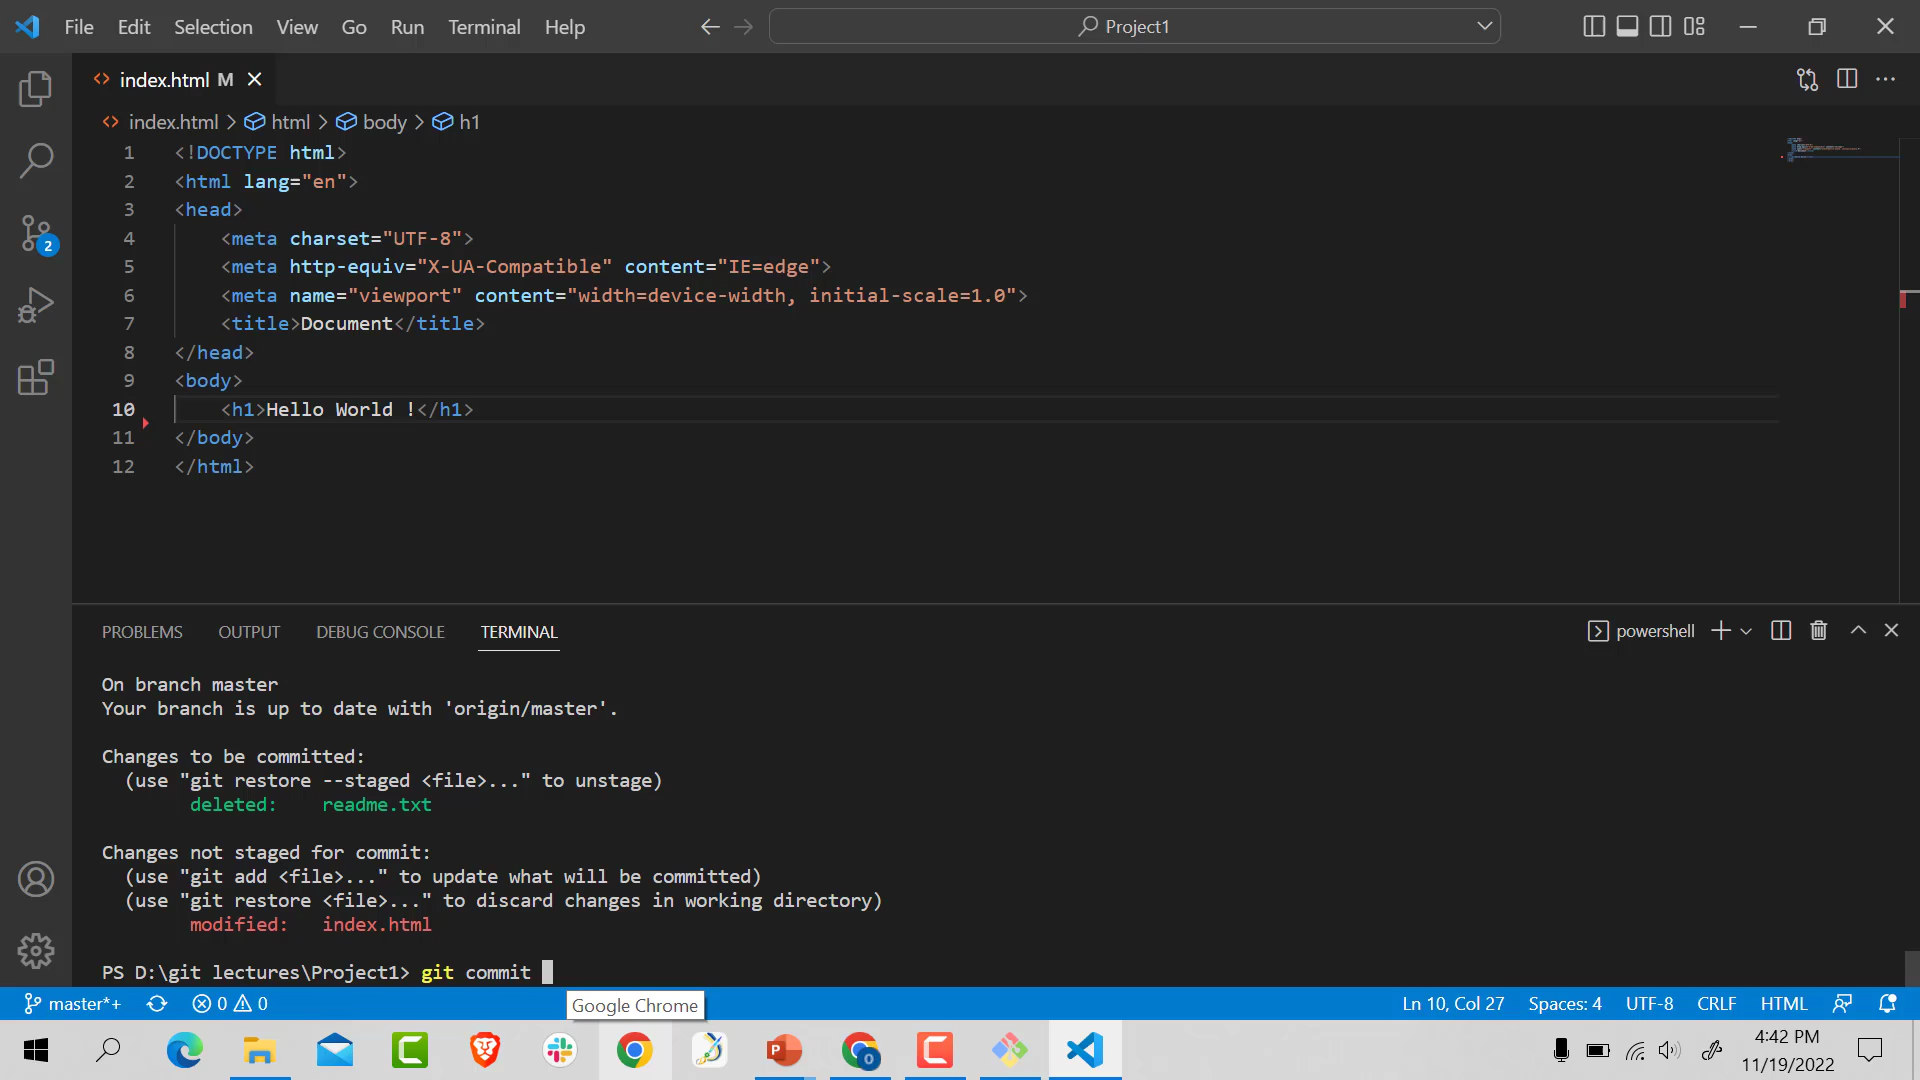 File Edit Selection View Go Run Terminal Help
Project1
index.html M
index.html > html > body > h1
1 <!DOCTYPE html>
2 <html lang="en">
3 <head>
4 <meta charset="UTF-8">
5 <meta http-equiv="X-UA-Compatible" content="IE=edge">
6 <meta name="viewport" content="width=device-width, initial-scale=1.0">
7 <title>Document</title>
8 </head>
9 <body>
10 <h1>Hello World !</h1>
11 </body>
12 </html>
2
PROBLEMS OUTPUT DEBUG CONSOLE TERMINAL
powershell
On branch master
Your branch is up to date with 'origin/master'.
Changes to be committed:
(use "git restore --staged <file>..." to unstage)
deleted: readme.txt
Changes not staged for commit:
(use "git add <file>..." to update what will be committed)
(use "git restore <file>..." to discard changes in working directory)
modified: index.html
PS D:\git lectures\Project1> git commit
master*+ 0 0
Google Chrome
Ln 10, Col 27 Spaces: 4 UTF-8 CRLF HTML
4:42 PM
11/19/2022